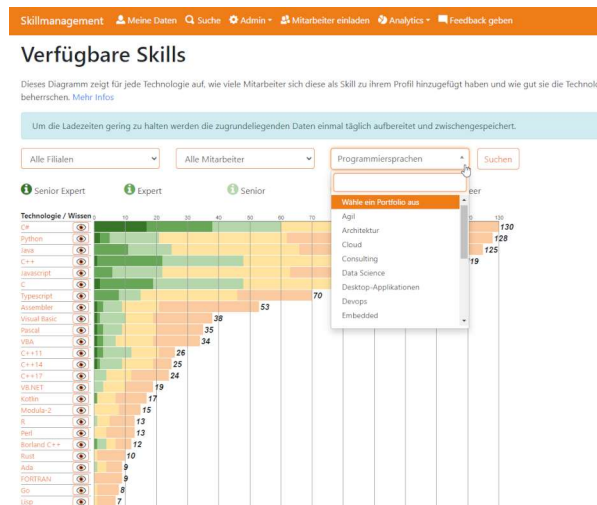 Skillmanagement Meine Daten Suche Admin Mitarbeiter einladen Analytics Feedback geben
Verfügbare Skills
Dieses Diagramm zeigt für jede Technologie auf, wie viele Mitarbeiter sich diese als Skill zu ihrem Profil hinzugefügt haben und wie gut sie die Technolo
beherrschen. Mehr Infos
Um die Ladezeiten gering zu halten werden die zugrundeliegenden Daten einmal täglich aufbereitet und zwischengespeichert.
Alle Filialen Alle Mitarbeiter Programmiersprachen Suchen
Senior Expert Expert Senior eer
Wähle ein Portfolio aus
Agil
Architektur
Cloud
Consulting
Data Science
Desktop-Applikationen
Devops
Embedded
Technologie / Wissen 0 10 20 30 40 50 60 70 130
C# 130
Python 128
Java 125
C++ 19
Javascript
C
Typescript 70
Assembler 53
Visual Basic 38
Pascal 35
VBA 34
C++11 26
C++14 25
C++17 24
VB.NET 19
Kotlin 17
Modula-2 15
R 13
Perl 13
Borland C++ 12
Rust 10
Ada 9
FORTRAN 9
Go 8
Lisp 7